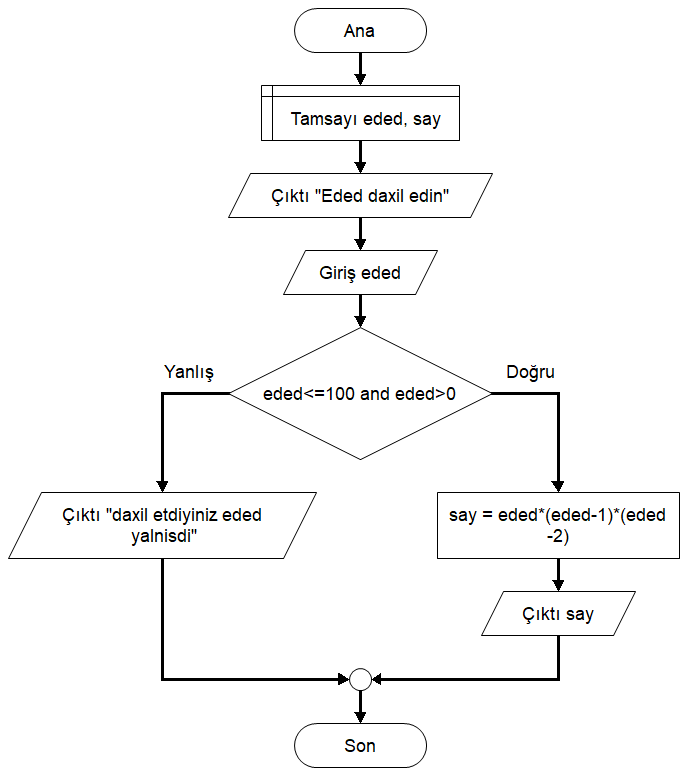 Ana
Tamsayı eded, say
Çıktı "Eded daxil edin"
Giriş eded
Yanlış
Doğru
eded<=100 and eded>0
Çıktı "daxil etdiyiniz eded
yalnisdi"
say = eded*(eded-1)*(eded
-2)
Çıktı say
Son